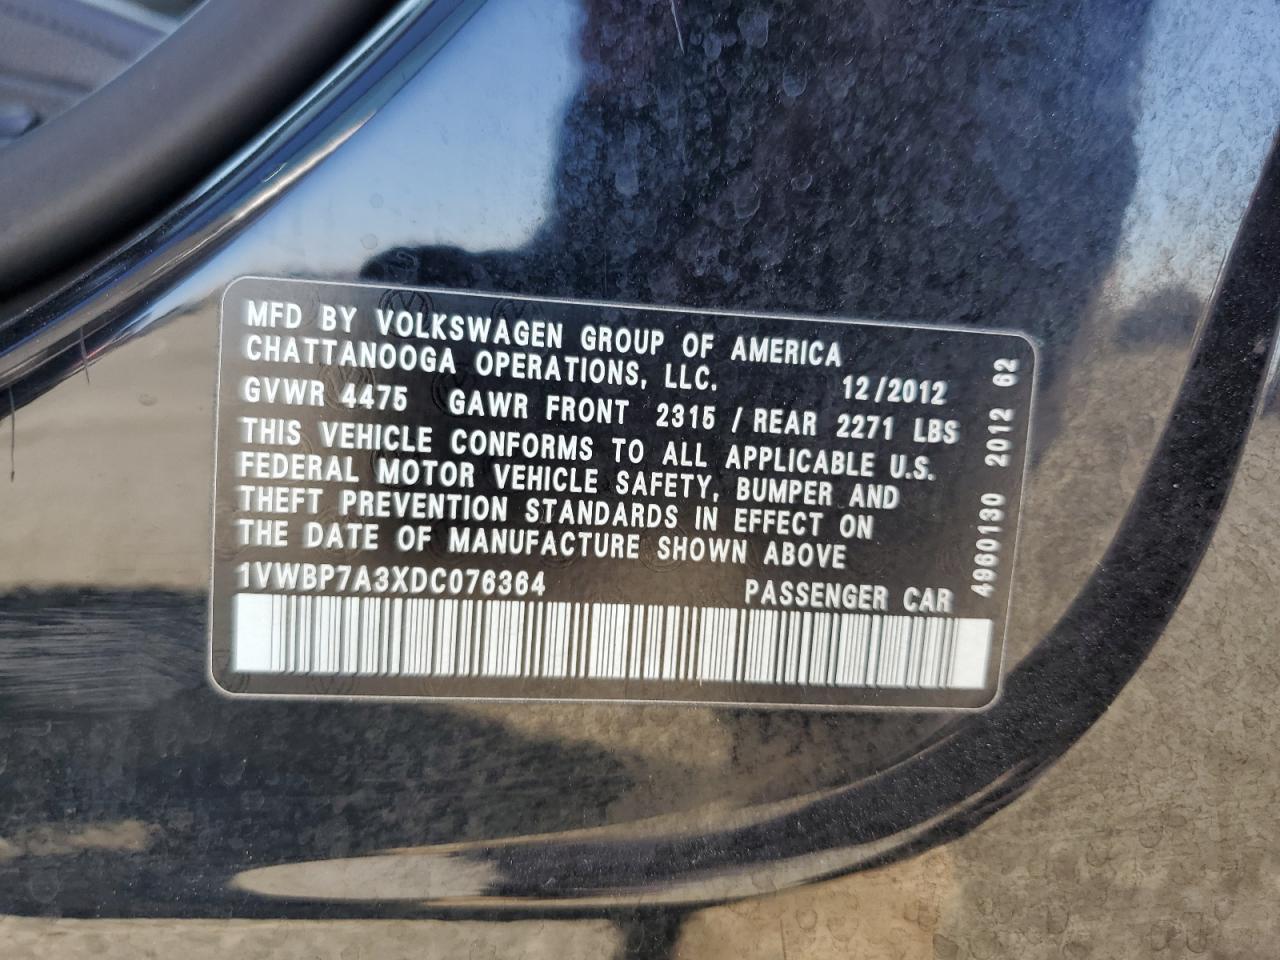 MFD BY VOLKSWAGEN GROUP OF AMERICA
CHATTANOOGA OPERATIONS, LLC. 12/2012
GVWR 4475 GAWR FRONT 2315 / REAR 2271 LBS
THIS VEHICLE CONFORMS TO ALL APPLICABLE U.S.
FEDERAL MOTOR VEHICLE SAFETY, BUMPER AND
THEFT PREVENTION STANDARDS IN EFFECT ON
THE DATE OF MANUFACTURE SHOWN ABOVE
1VWBP7A3XDC076364 PASSENGER CAR
4960130 2012 62